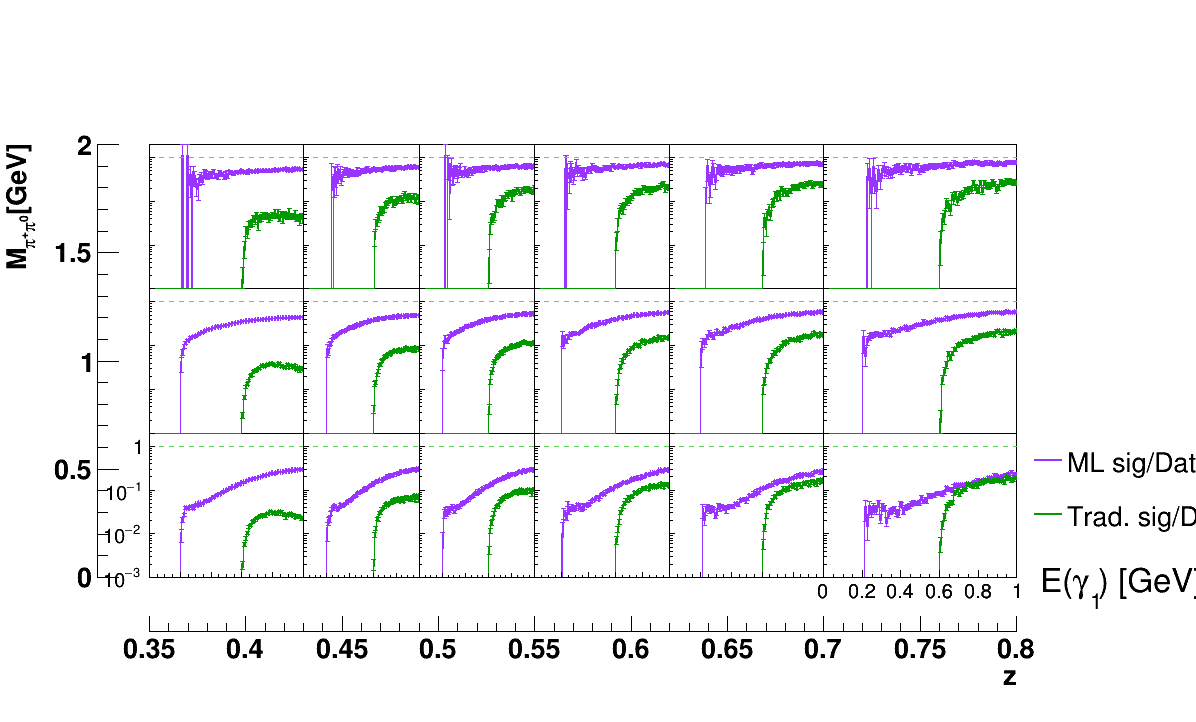 M_{π⁺π⁰} [GeV]
2
1.5
1
0.5
0
1
10⁻¹
10⁻²
10⁻³
ML sig/Dat
Trad. sig/D
E(γ₁) [GeV]
0 0.2 0.4 0.6 0.8 1
0.35 0.4 0.45 0.5 0.55 0.6 0.65 0.7 0.75 0.8
z